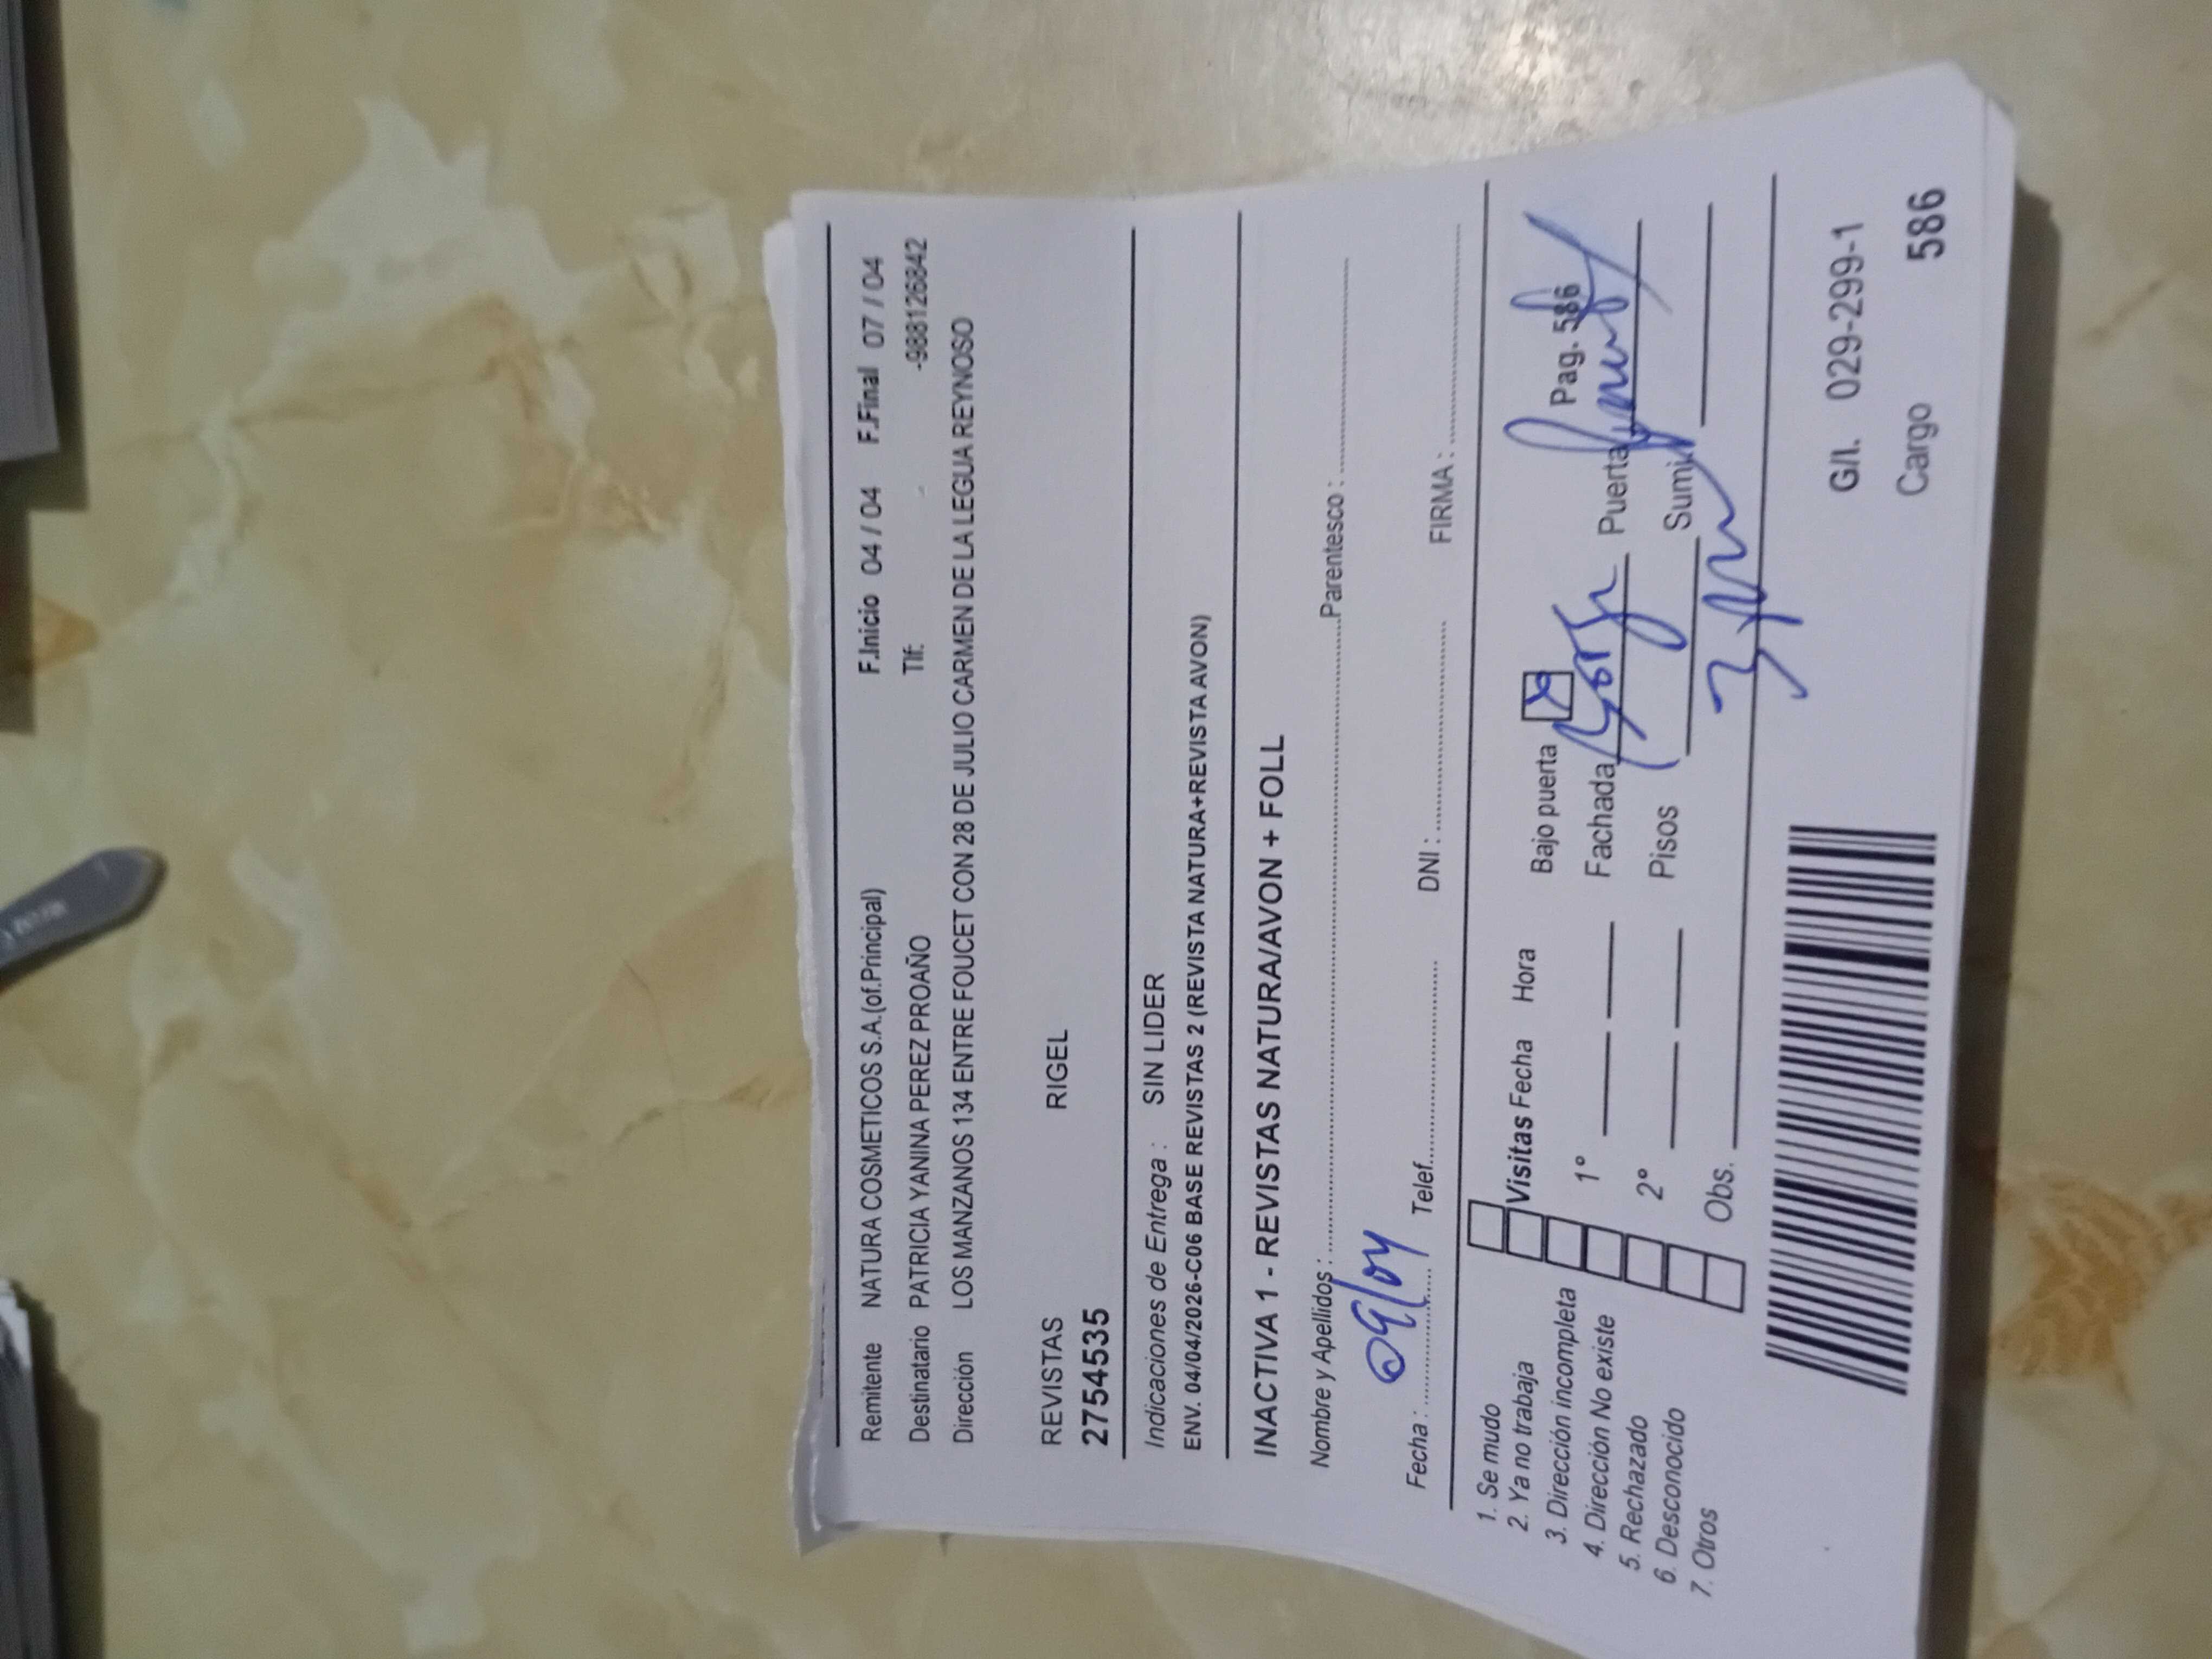 Remitente NATURA COSMETICOS S.A.(of.Principal) F.Inicio 04 / 04 F.Final 07 / 04
Destinatario PATRICIA YANINA PEREZ PROAÑO Tlf: - -988126842
Dirección LOS MANZANOS 134 ENTRE FOUCET CON 28 DE JULIO CARMEN DE LA LEGUA REYNOSO
REVISTAS RIGEL
2754535
Indicaciones de Entrega : SIN LIDER
ENV. 04/04/2026-C06 BASE REVISTAS 2 (REVISTA NATURA+REVISTA AVON)
INACTIVA 1 - REVISTAS NATURA/AVON + FOLL
Nombre y Apellidos : Parentesco :
Fecha : 09/04 Telef. DNI : FIRMA :
1. Se mudo
2. Ya no trabaja
3. Dirección incompleta
4. Dirección No existe
5. Rechazado
6. Desconocido
7. Otros
Visitas Fecha Hora
1°
2°
Obs.
Bajo puerta Pag. 586
Fachada Puerta
Pisos Sumi
G/I. 029-299-1
Cargo 586